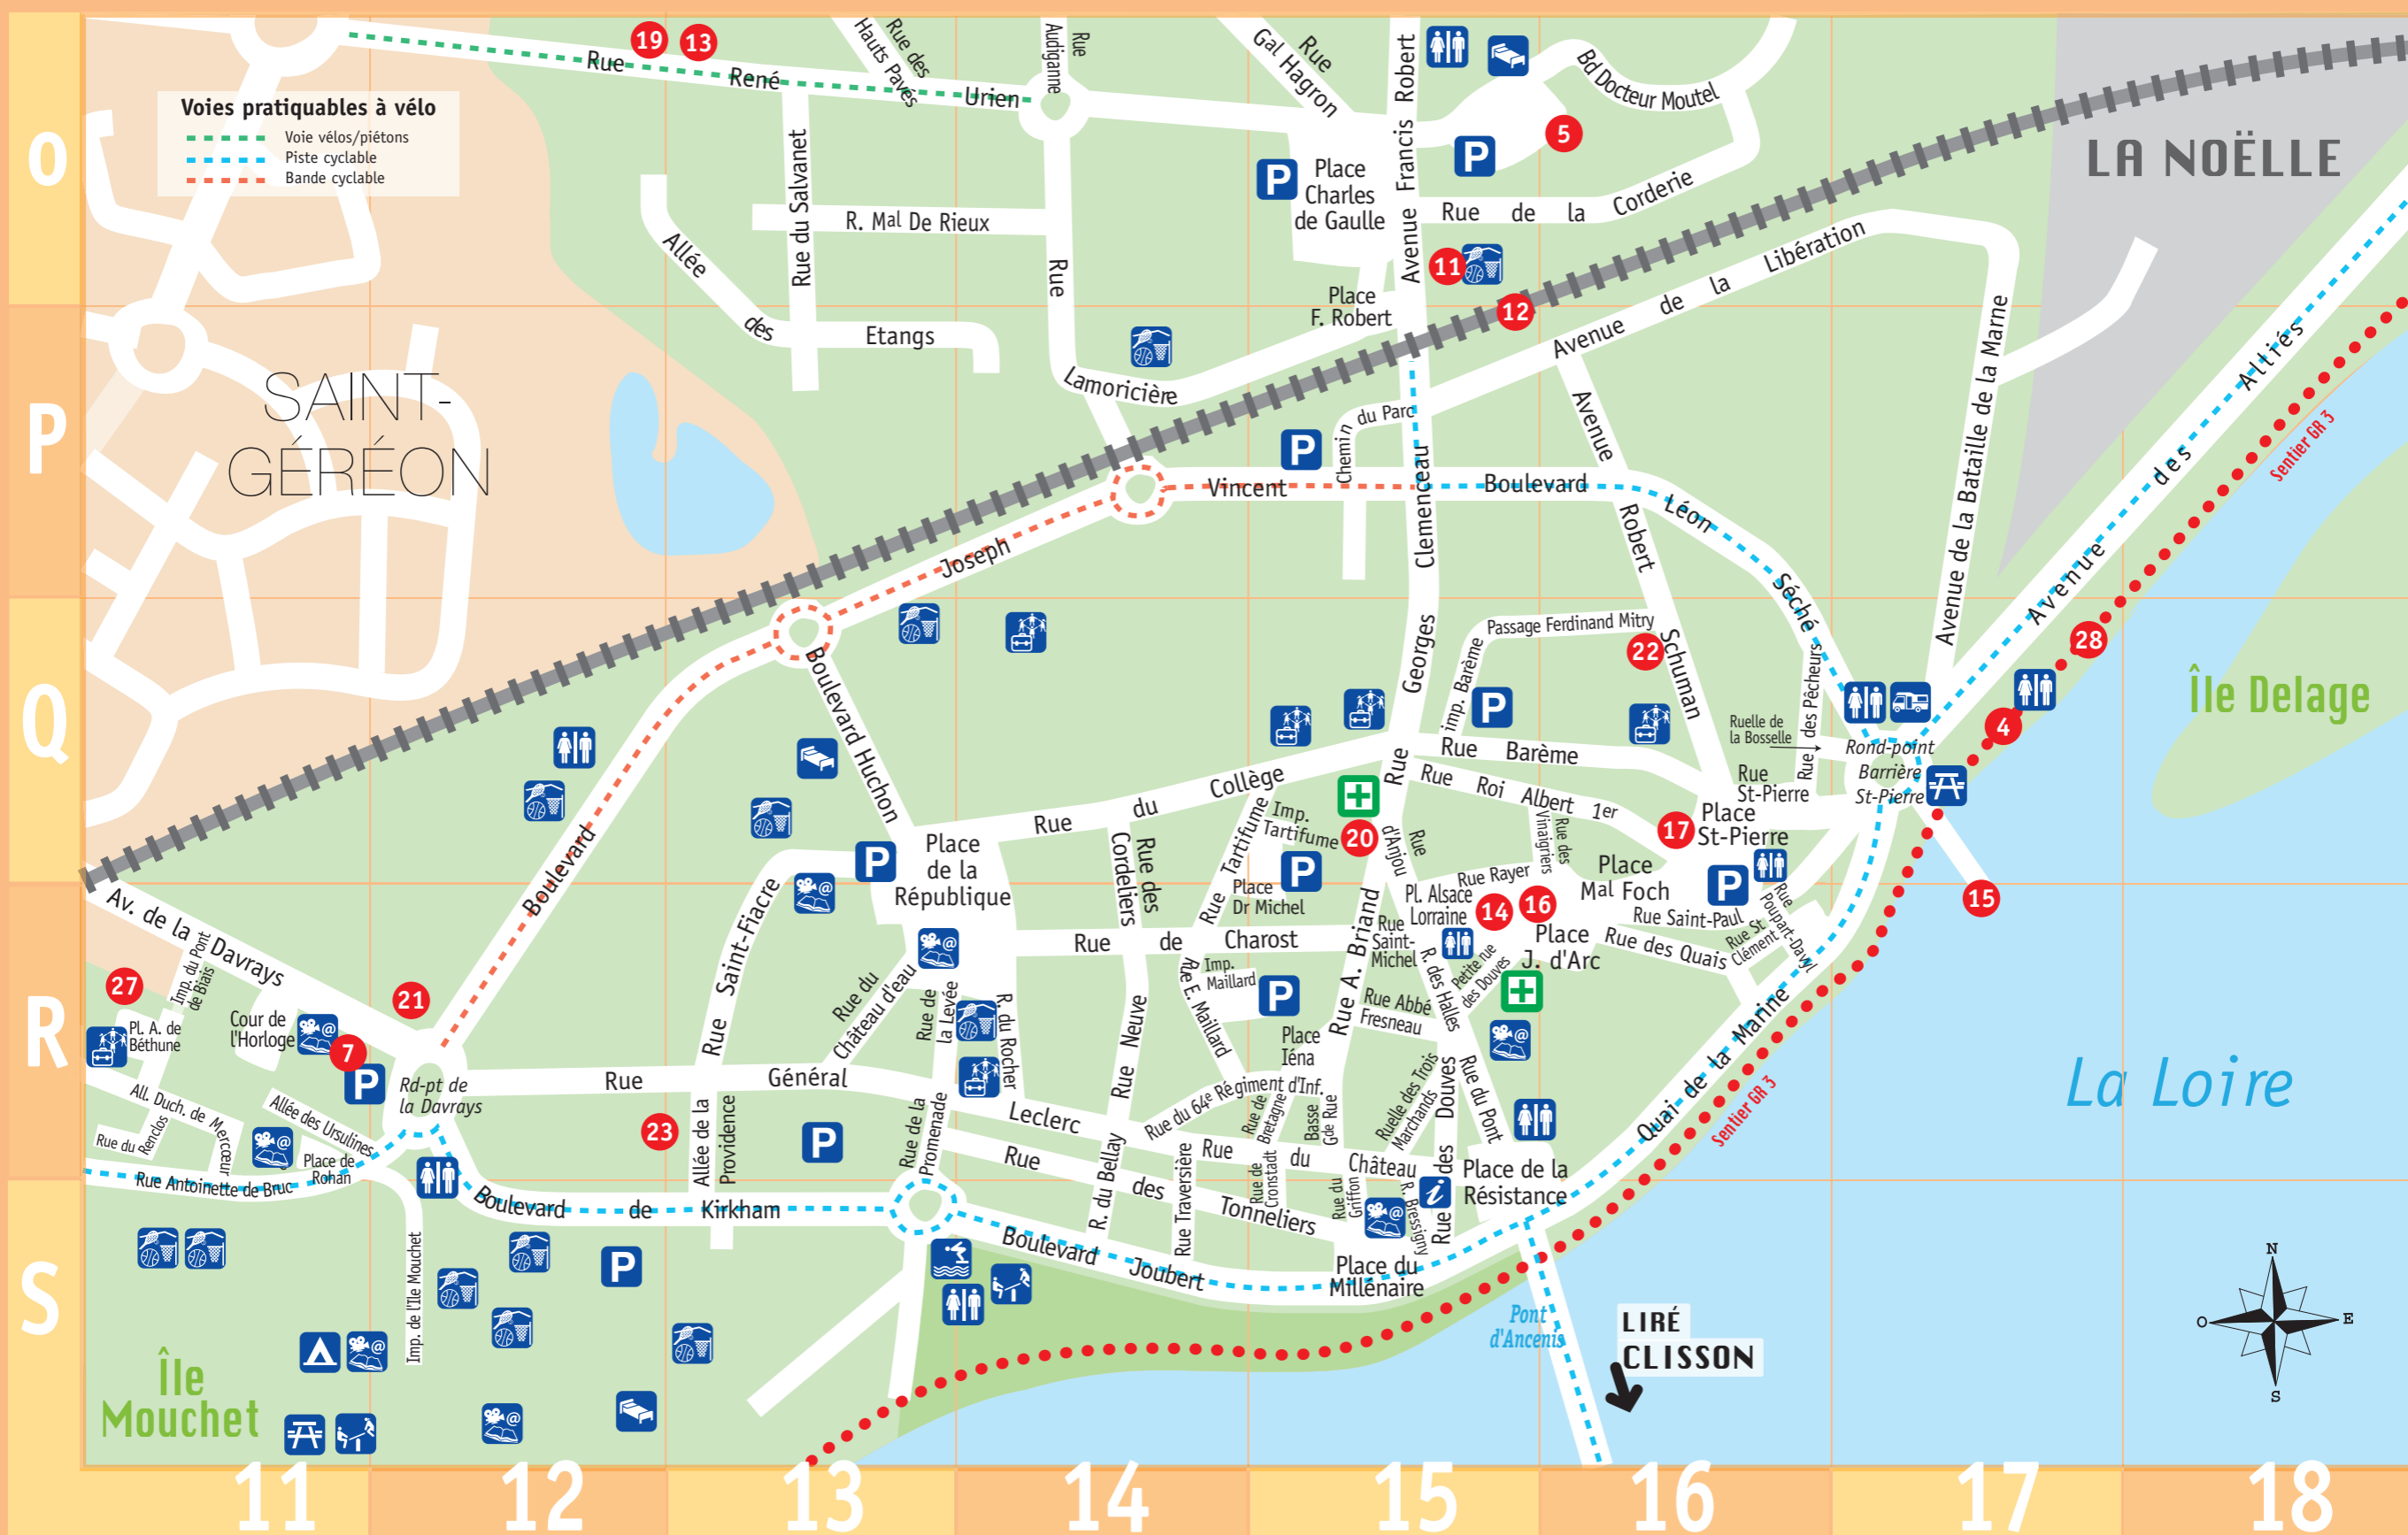 O
P
Q
R
S
11
12
13
14
15
16
17
18
Voies pratiquables à vélo
Voie vélos/piétons
Piste cyclable
Bande cyclable
19
13
Rue René Urien
Rue des
Hauts Pavés
Rue
Audiganne
Rue
Gal Hagron
Avenue Francis Robert
Bd Docteur Moutel
5
P
P
Place
Charles
de Gaulle
Rue de la Corderie
LA NOËLLE
Rue du Salvanet
R. Mal De Rieux
Allée des Etangs
Rue Lamoricière
11
12
Place
F. Robert
Avenue de la Libération
SAINT-
GÉRÉON
du Parc
Chemin
P
Avenue Robert Schuman
Avenue de la Bataille de la Marne
Avenue des Alliés
Sentier GR 3
Boulevard Joseph Vincent
Boulevard Léon Séché
Rue Georges Clemenceau
Passage Ferdinand Mitry
imp. Barème
22
P
28
4
Île Delage
Boulevard Huchon
Rue des Pêcheurs
Ruelle de
la Bosselle
Rond-point
Barrière
St-Pierre
Rue
St-Pierre
Place
St-Pierre
17
Rue Barème
Rue Roi Albert 1er
Rue du Collège
Imp.
Tartifume
Rue Tartifume
20
P
Rue
d'Anjou
Rue des
Vinaigriers
Place
Mal Foch
P
15
Place
de la
République
P
Rue des
Cordeliers
Place
Dr Michel
Rue Rayer
Pl. Alsace
Lorraine
14
16
Rue Saint-Paul
Rue
Poupart-Davyl
Rue St
Clément
Rue des Quais
Place
J. d'Arc
Av. de la Davrays
Imp. du Pont
de Biais
27
21
Pl. A. de
Béthune
Cour de
l'Horloge
7
P
Rd-pt de
la Davrays
Rue Saint-Fiacre
Rue du
Château d'eau
Rue de
la Levée
R. du Rocher
Rue de Charost
Rue Neuve
Rue E. Maillard
Imp.
Maillard
P
Place
Iéna
Rue A. Briand
Rue
Saint-
Michel
R. des Halles
Petite rue
des Douves
Rue Abbé
Fresneau
Quai de la Marine
Sentier GR 3
La Loire
All. Duch. de Mercœur
Rue du Renclos
Allée des Ursulines
Place de
Rohan
Rue Antoinette de Bruc
Rue Général Leclerc
23
Allée de la
Providence
P
Rue de la
Promenade
Rue du 64e Régiment d'Inf.
Rue de
Bretagne
Basse
Gde Rue
Ruelle des Trois
Marchands
Rue des Douves
Rue du Pont
Rue du Château
Place de la
Résistance
Rue des Tonneliers
R. du Bellay
Rue Traversière
Rue de
Cronstadt
Rue du
Griffon
R. Bressigny
i
Boulevard de Kirkham
Boulevard Joubert
Place du
Millénaire
Imp. de l'Ile Mouchet
P
Île
Mouchet
Pont
d'Ancenis
LIRÉ
CLISSON
N
O
E
S
Boulevard